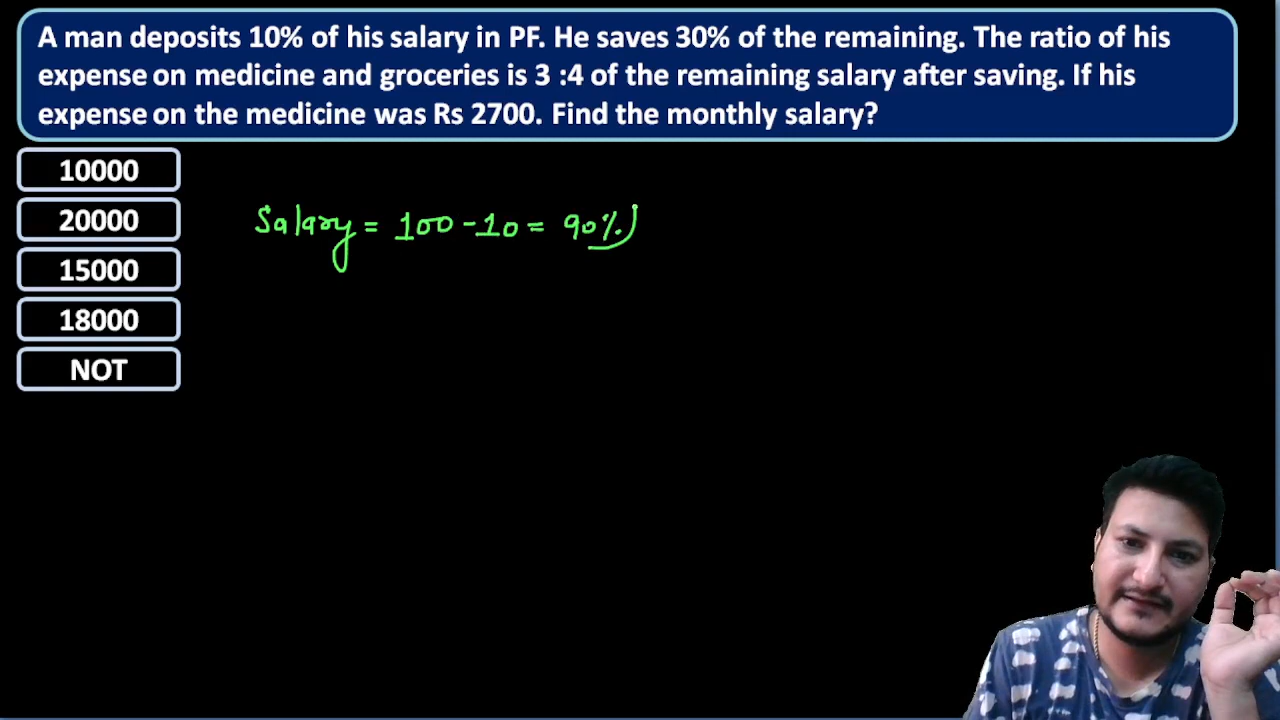 A man deposits 10% of his salary in PF. He saves 30% of the remaining. The ratio of his
expense on medicine and groceries is 3 :4 of the remaining salary after saving. If his
expense on the medicine was Rs 2700. Find the monthly salary?
10000
20000
15000
18000
NOT
Salary = 100 - 10 = 90%